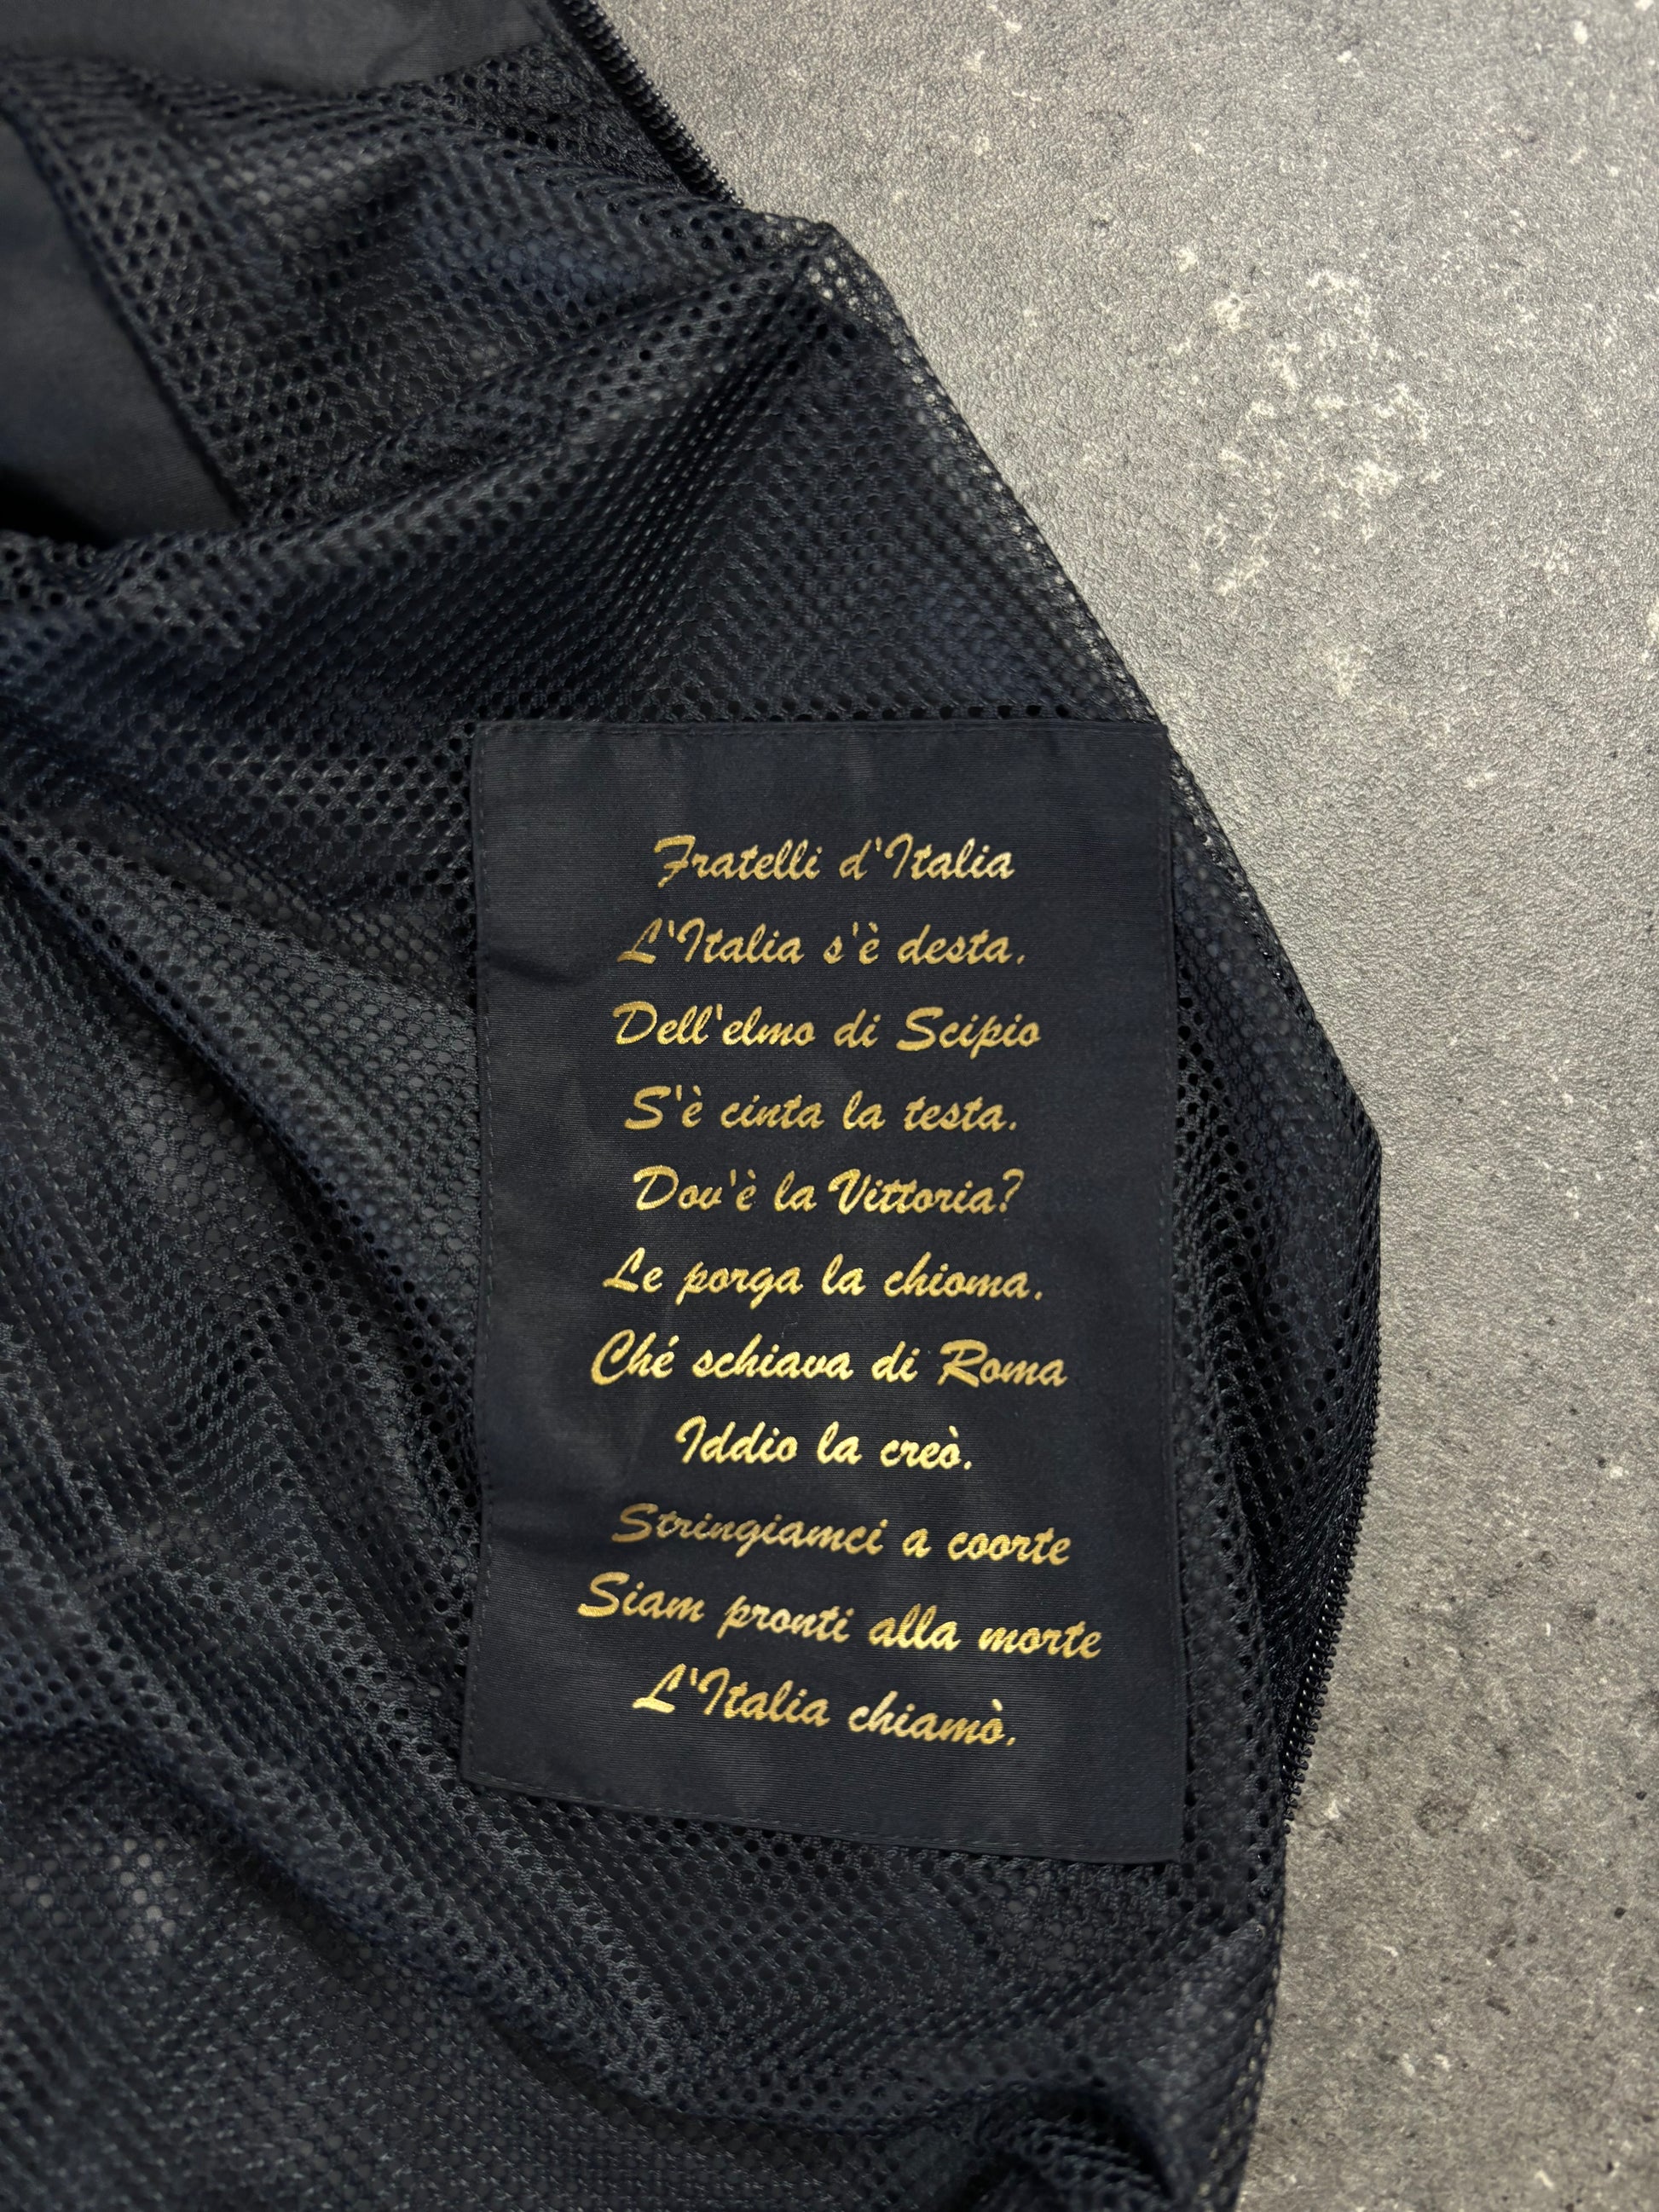 Fratelli d'Italia
L'Italia s'è desta.
Dell'elmo di Scipio
S'è cinta la testa.
Dov'è la Vittoria?
Le porga la chioma.
Ché schiava di Roma
Iddio la creò.
Stringiamci a coorte
Siam pronti alla morte
L'Italia chiamò.